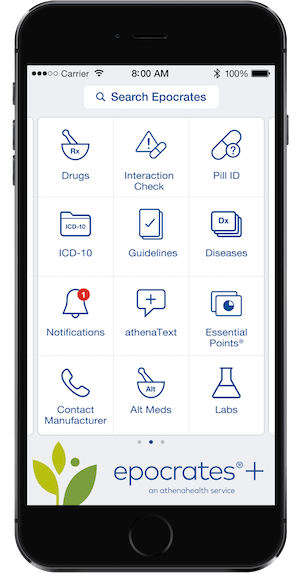 Carrier 8:00 AM 100%
Search Epocrates
Rx
Drugs
Interaction
Check
?
Pill ID
ICD-10
ICD-10
Guidelines
Dx
Diseases
1
Notifications
athenaText
Essential
Points®
Contact
Manufacturer
Alt
Alt Meds
Labs
epocrates®+
an athenahealth service